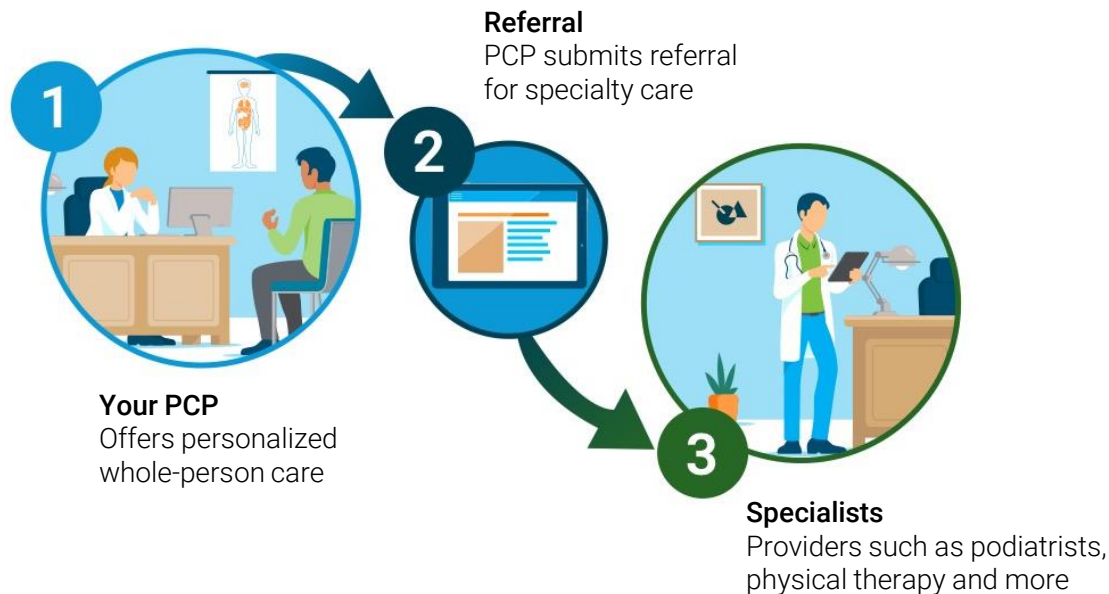 1
Your PCP
Offers personalized
whole-person care
2
Referral
PCP submits referral
for specialty care
3
Specialists
Providers such as podiatrists,
physical therapy and more